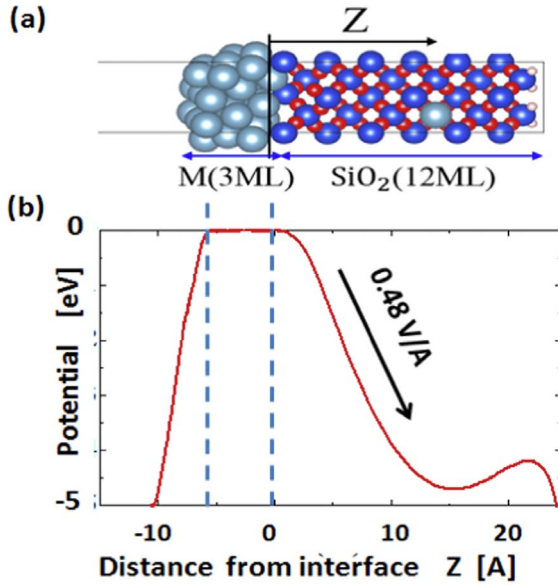 (a)
Z
M(3ML) SiO₂(12ML)
(b)
0
-5
Potential [eV]
0.48 V/A
-10 0 10 20
Distance from interface Z [A]